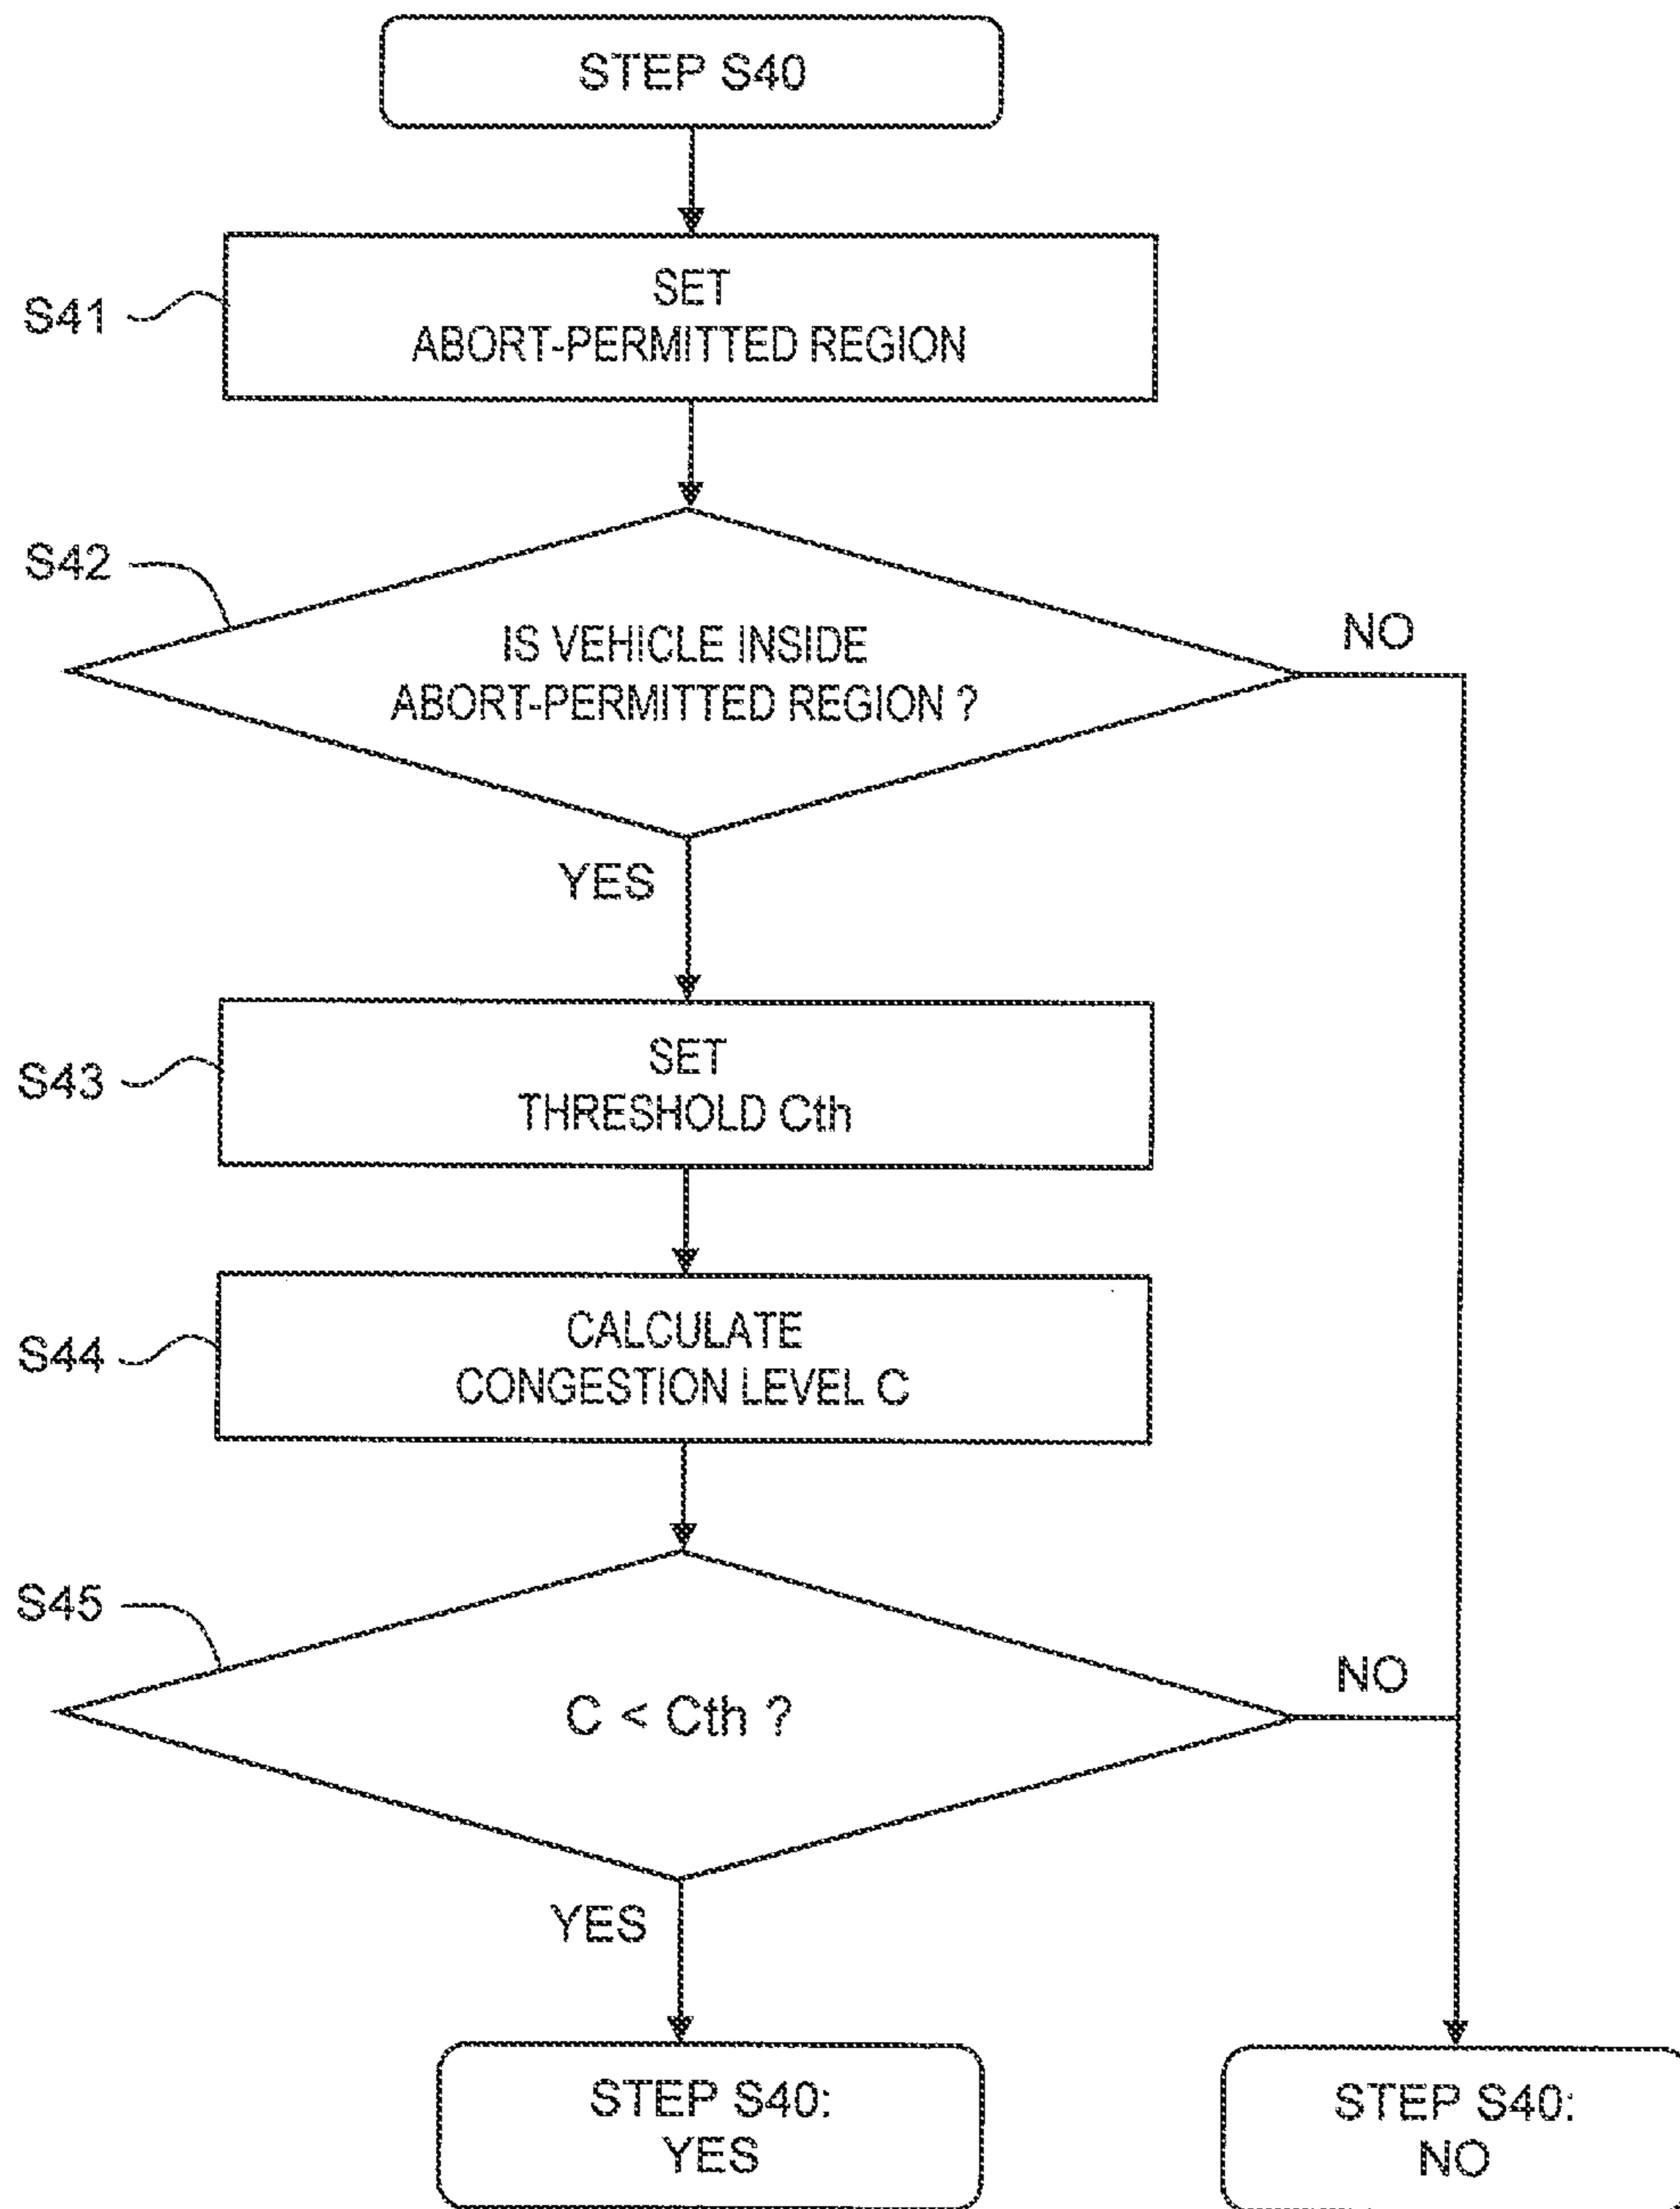 STEP S40
S41
SET
ABORT-PERMITTED REGION
S42
IS VEHICLE INSIDE
ABORT-PERMITTED REGION ?
NO
YES
S43
SET
THRESHOLD Cth
S44
CALCULATE
CONGESTION LEVEL C
S45
C < Cth ?
NO
YES
STEP S40:
YES
STEP S40:
NO